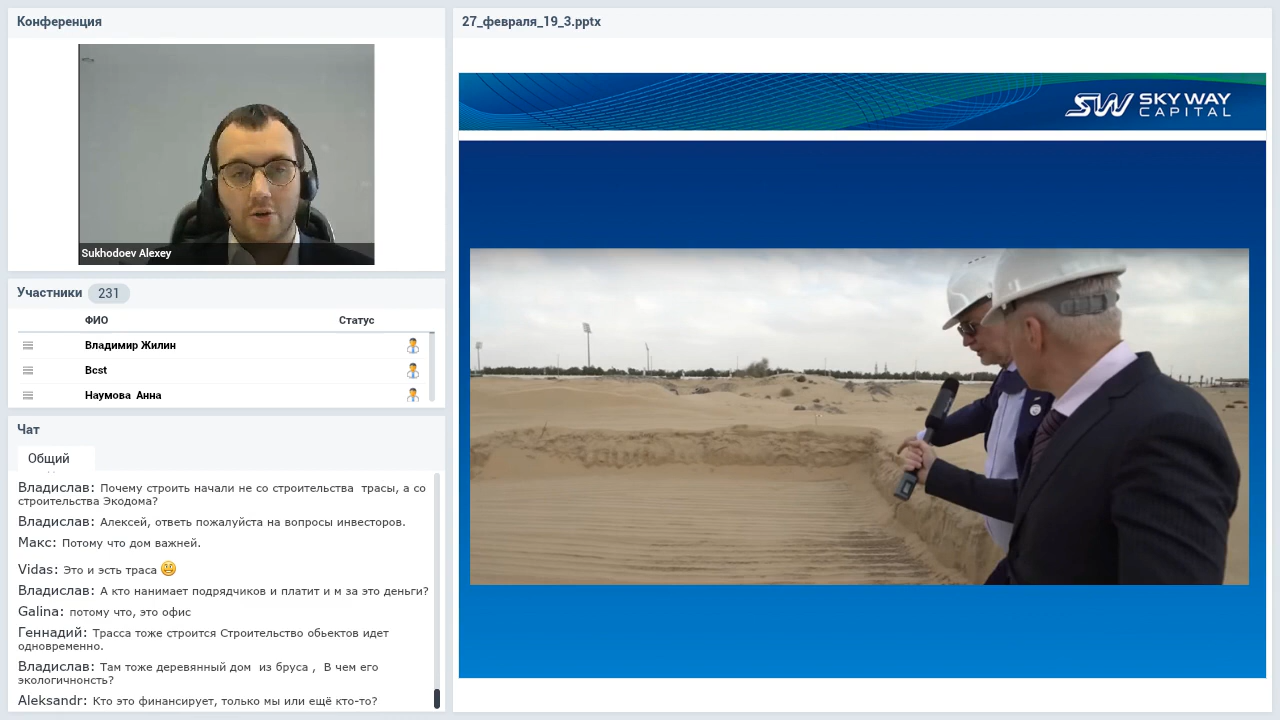 Конференция
Sukhodoev Alexey
Участники 231
ФИО Статус
Владимир Жилин
Bcst
Наумова Анна
Чат
Общий
Владислав: Почему строить начали не со строительства трасы, а со
строительства Экодома?
Владислав: Алексей, ответь пожалуйста на вопросы инвесторов.
Макс: Потому что дом важней.
Vidas: Это и эсть траса
Владислав: А кто нанимает подрядчиков и платит и м за это деньги?
Galina: потому что, это офис
Геннадий: Трасса тоже строится Строительство обьектов идет
одновременно.
Владислав: Там тоже деревянный дом из бруса , В чем его
экологичнонсть?
Aleksandr: Кто это финансирует, только мы или ещё кто-то?
27_февраля_19_3.pptx
SW SKY WAY
CAPITAL